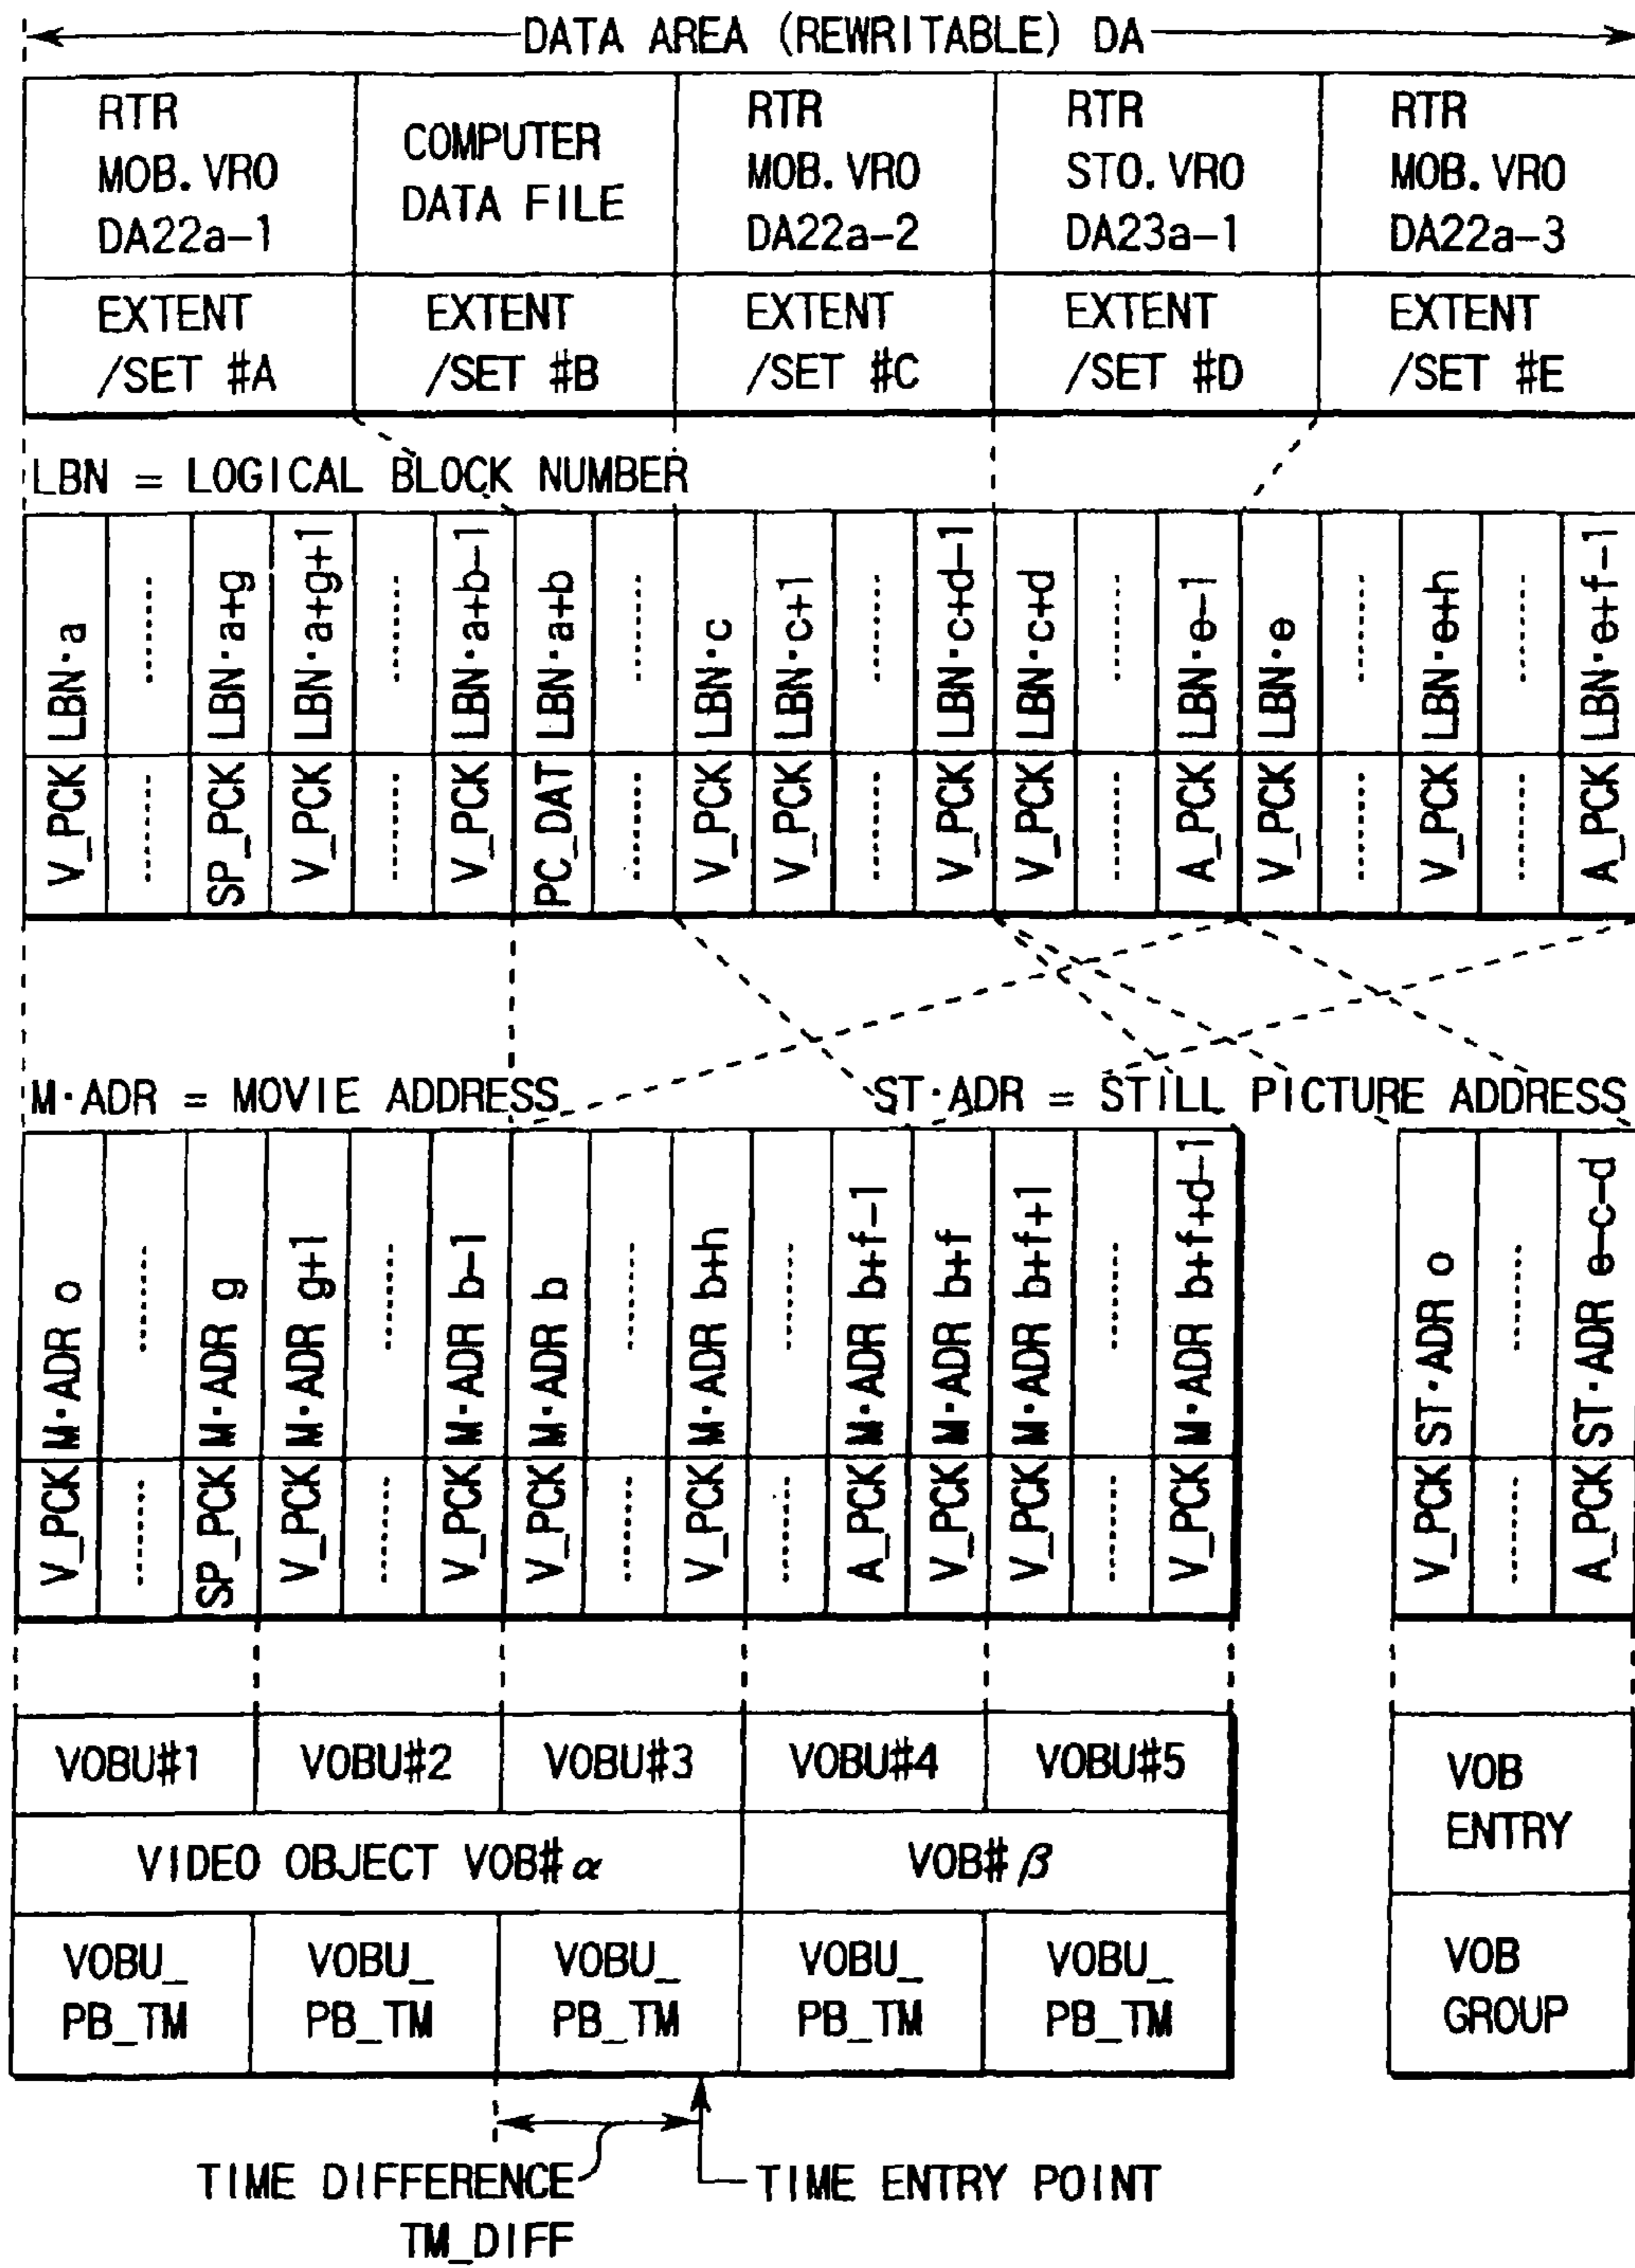 DATA AREA (REWRITABLE) DA
RTR MOB.VRO DA22a-1
COMPUTER DATA FILE
RTR MOB.VRO DA22a-2
RTR STO.VRO DA23a-1
RTR MOB.VRO DA22a-3
EXTENT /SET #A
EXTENT /SET #B
EXTENT /SET #C
EXTENT /SET #D
EXTENT /SET #E
LBN = LOGICAL BLOCK NUMBER
V_PCK LBN·a
SP_PCK LBN·a+g
V_PCK LBN·a+g+1
V_PCK LBN·a+b-1
PC_DAT LBN·a+b
V_PCK LBN·c
V_PCK LBN·c+1
V_PCK LBN·c+d-1
V_PCK LBN·c+d
A_PCK LBN·e-1
V_PCK LBN·e
V_PCK LBN·e+h
A_PCK LBN·e+f-1
M·ADR = MOVIE ADDRESS
ST·ADR = STILL PICTURE ADDRESS
V_PCK M·ADR o
SP_PCK M·ADR g
V_PCK M·ADR g+1
V_PCK M·ADR b-1
V_PCK M·ADR b
V_PCK M·ADR b+h
A_PCK M·ADR b+f-1
V_PCK M·ADR b+f
V_PCK M·ADR b+f+1
V_PCK M·ADR b+f+d-1
V_PCK ST·ADR o
A_PCK ST·ADR e-c-d
VOBU#1
VOBU#2
VOBU#3
VOBU#4
VOBU#5
VOB ENTRY
VIDEO OBJECT VOB#α
VOB#β
VOBU_ PB_TM
VOBU_ PB_TM
VOBU_ PB_TM
VOBU_ PB_TM
VOBU_ PB_TM
VOB GROUP
TIME DIFFERENCE TM_DIFF
TIME ENTRY POINT